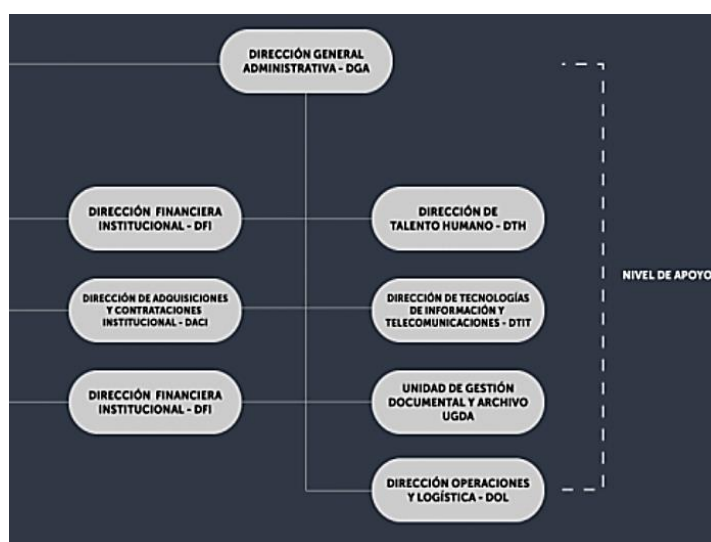 DIRECCIÓN GENERAL
ADMINISTRATIVA - DGA
DIRECCIÓN FINANCIERA
INSTITUCIONAL - DFI
DIRECCIÓN DE
TALENTO HUMANO - DTH
NIVEL DE APOYO
DIRECCIÓN DE ADQUISICIONES
Y CONTRATACIONES
INSTITUCIONAL - DACI
DIRECCIÓN DE TECNOLOGÍAS
DE INFORMACIÓN Y
TELECOMUNICACIONES - DTIT
DIRECCIÓN FINANCIERA
INSTITUCIONAL - DFI
UNIDAD DE GESTIÓN
DOCUMENTAL Y ARCHIVO
UGDA
DIRECCIÓN OPERACIONES
Y LOGÍSTICA - DOL